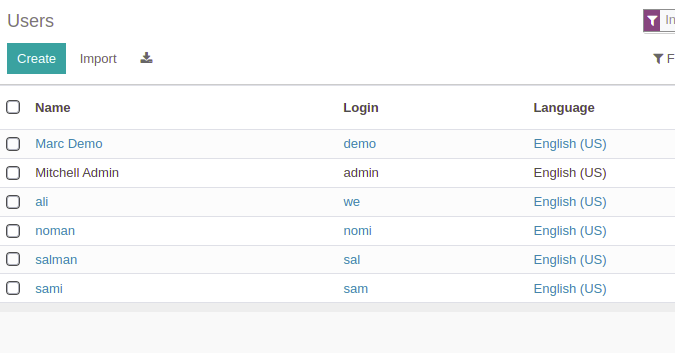 Users
In
Create Import
F
Name Login Language
Marc Demo demo English (US)
Mitchell Admin admin English (US)
ali we English (US)
noman nomi English (US)
salman sal English (US)
sami sam English (US)